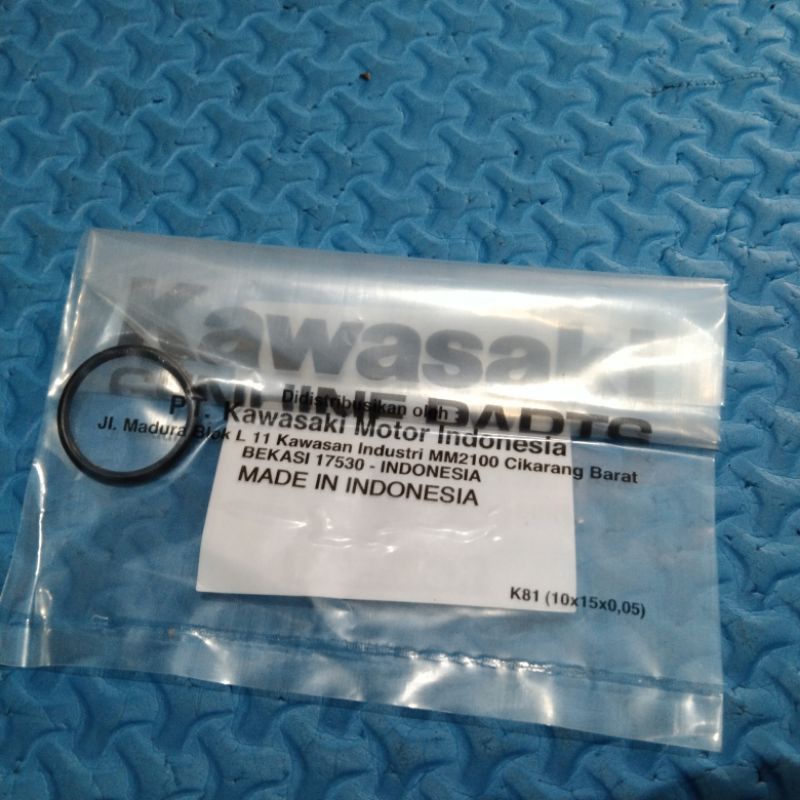 Kawasaki
GENUINE PARTS
Didistribusikan oleh :
PT. Kawasaki Motor Indonesia
Jl. Madura Blok L 11 Kawasan Industri MM2100 Cikarang Barat
BEKASI 17530 - INDONESIA
MADE IN INDONESIA
K81 (10x15x0,05)